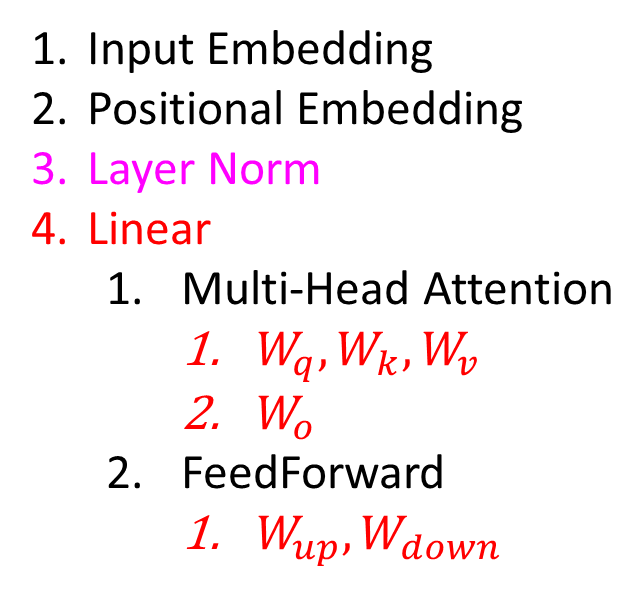 1. Input Embedding
2. Positional Embedding
3. Layer Norm
4. Linear
1. Multi-Head Attention
1. W_q, W_k, W_v
2. W_o
2. FeedForward
1. W_up, W_down